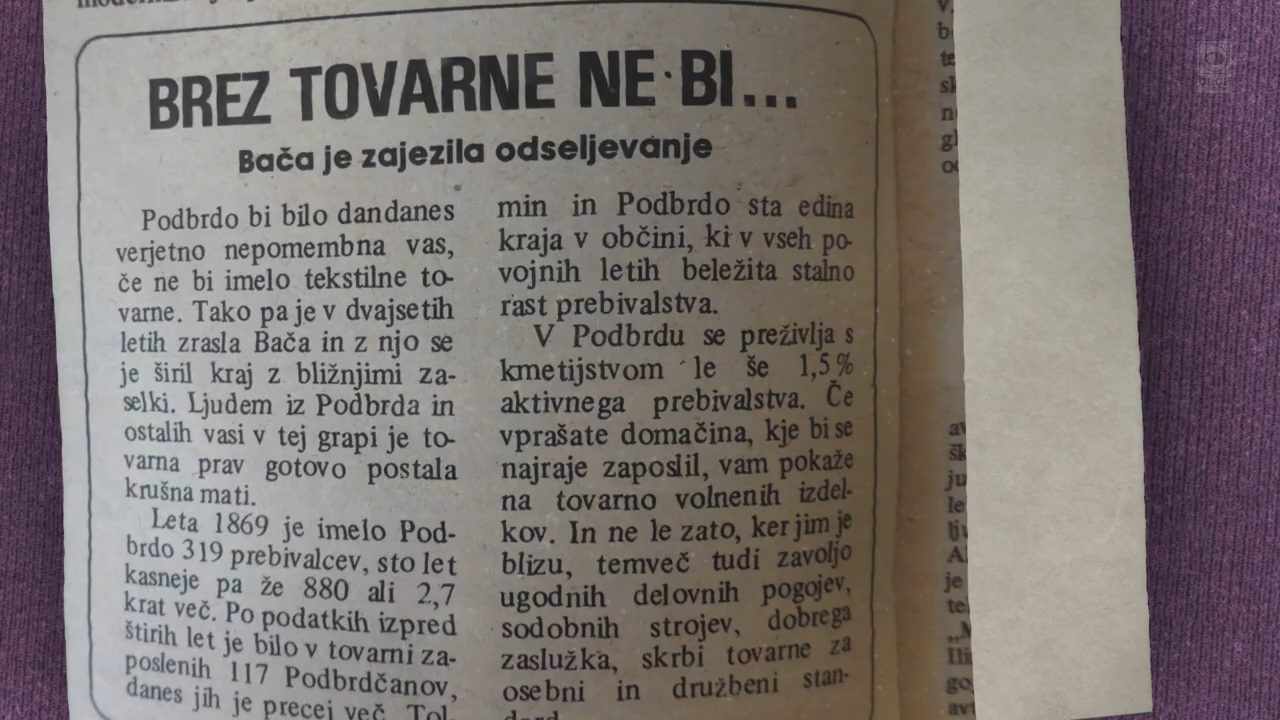 BREZ TOVARNE NE BI...
Bača je zajezila odseljevanje
Podbrdo bi bilo dandanes
verjetno nepomembna vas,
če ne bi imelo tekstilne to-
varne. Tako pa je v dvajsetih
letih zrasla Bača in z njo se
je širil kraj z bližnjimi za-
selki. Ljudem iz Podbrda in
ostalih vasi v tej grapi je to-
varna prav gotovo postala
krušna mati.
Leta 1869 je imelo Pod-
brdo 319 prebivalcev, sto let
kasneje pa že 880 ali 2,7
krat več. Po podatkih izpred
štirih let je bilo v tovarni za-
poslenih 117 Podbrdčanov,
danes jih je precej več. Tol-
min in Podbrdo sta edina
kraja v občini, ki v vseh po-
vojnih letih beležita stalno
rast prebivalstva.
V Podbrdu se preživlja s
kmetijstvom le še 1,5%
aktivnega prebivalstva. Če
vprašate domačina, kje bi se
najraje zaposlil, vam pokaže
na tovarno volnenih izdel-
kov. In ne le zato, ker jim je
blizu, temveč tudi zavoljo
ugodnih delovnih pogojev,
sodobnih strojev, dobrega
zaslužka, skrbi tovarne za
osebni in družbeni stan-